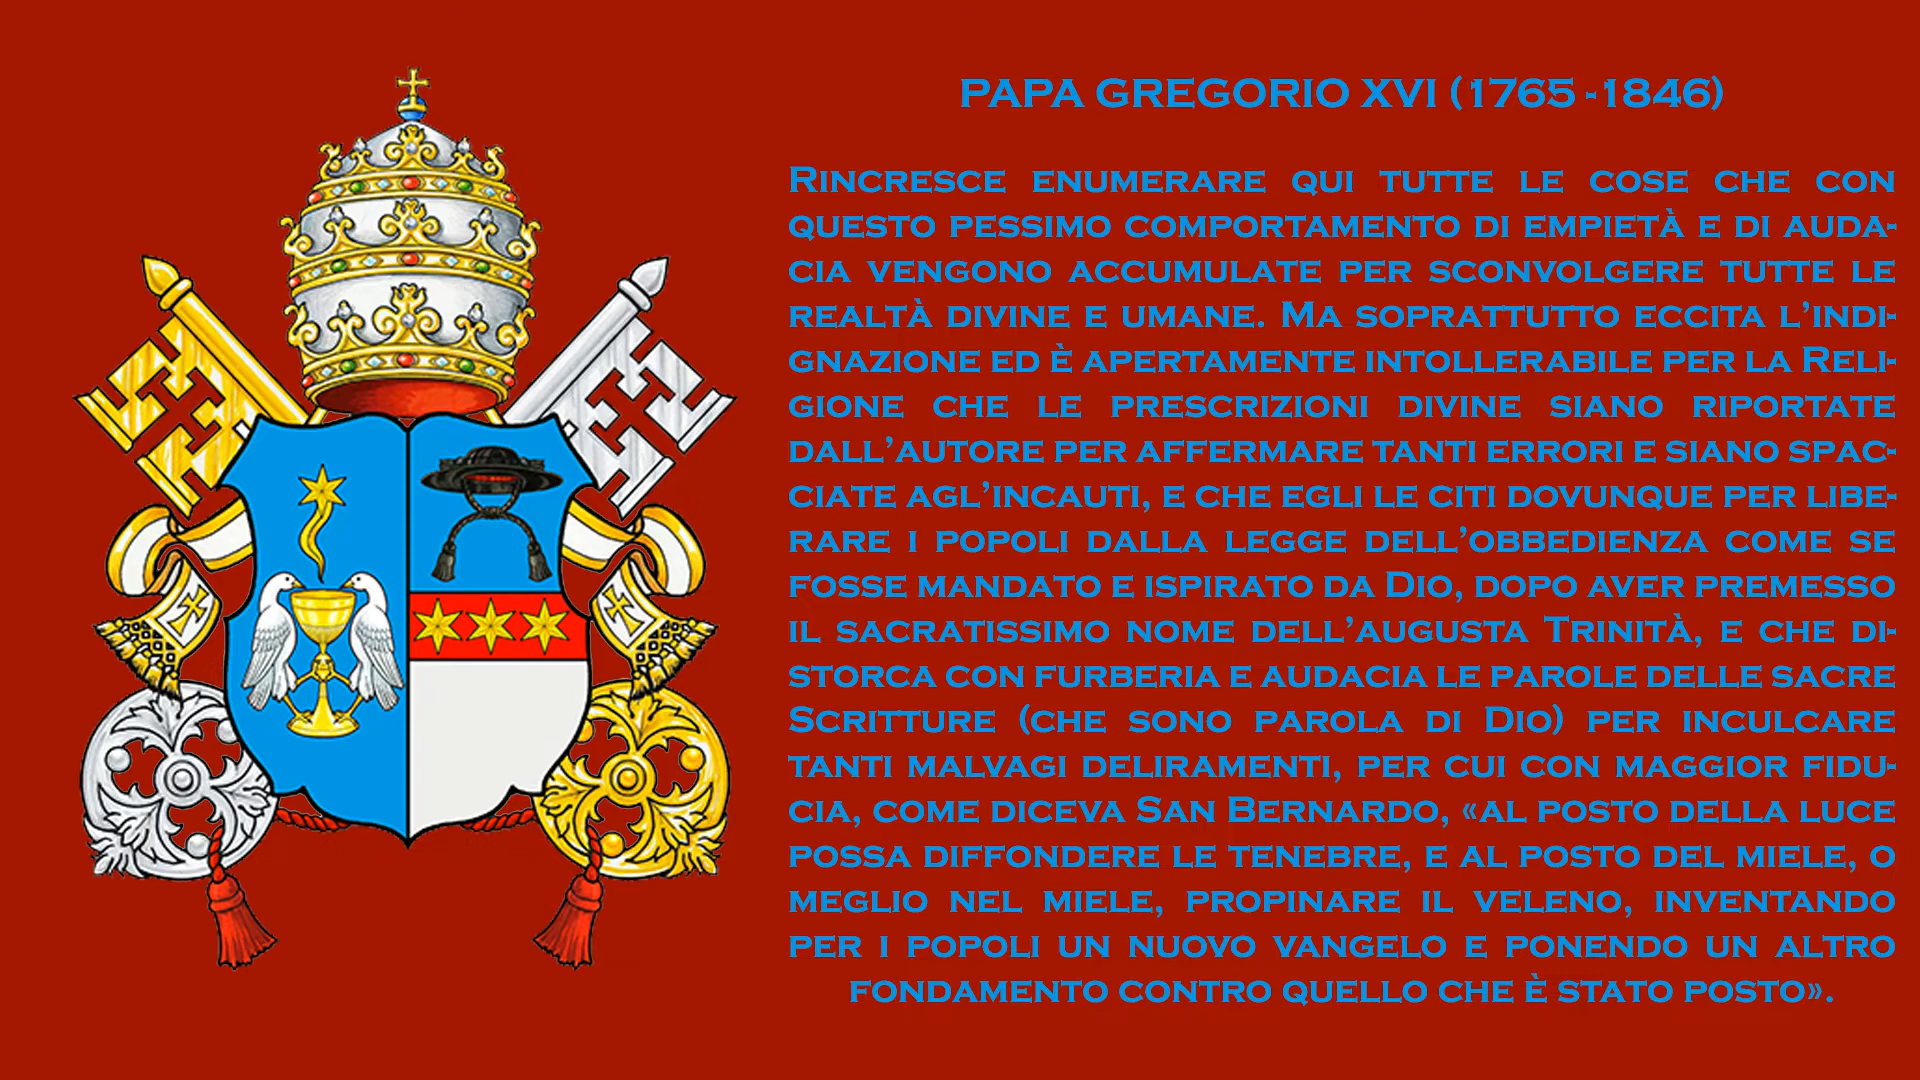 PAPA GREGORIO XVI (1765 -1846)
Rincresce enumerare qui tutte le cose che con
questo pessimo comportamento di empietà e di auda-
cia vengono accumulate per sconvolgere tutte le
realtà divine e umane. Ma soprattutto eccita l’indi-
gnazione ed è apertamente intollerabile per la Reli-
gione che le prescrizioni divine siano riportate
dall’autore per affermare tanti errori e siano spac-
ciate agl’incauti, e che egli le citi dovunque per libe-
rare i popoli dalla legge dell’obbedienza come se
fosse mandato e ispirato da Dio, dopo aver premesso
il sacratissimo nome dell’augusta Trinità, e che di-
storca con furberia e audacia le parole delle sacre
Scritture (che sono parola di Dio) per inculcare
tanti malvagi deliramenti, per cui con maggior fidu-
cia, come diceva San Bernardo, «al posto della luce
possa diffondere le tenebre, e al posto del miele, o
meglio nel miele, propinare il veleno, inventando
per i popoli un nuovo vangelo e ponendo un altro
fondamento contro quello che è stato posto».